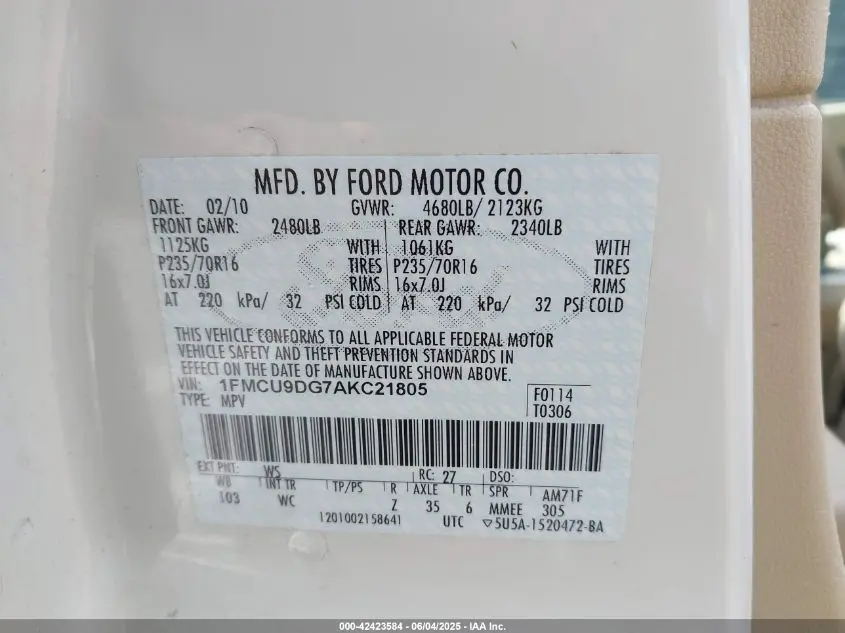 MFD. BY FORD MOTOR CO.
DATE: 02/10 GVWR: 4680LB/ 2123KG
FRONT GAWR: 2480LB REAR GAWR: 2340LB
1125KG WITH 1061KG WITH
P235/70R16 TIRES P235/70R16 TIRES
16x7.0J RIMS 16x7.0J RIMS
AT 220 kPa/ 32 PSI COLD AT 220 kPa/ 32 PSI COLD
THIS VEHICLE CONFORMS TO ALL APPLICABLE FEDERAL MOTOR
VEHICLE SAFETY AND THEFT PREVENTION STANDARDS IN
EFFECT ON THE DATE OF MANUFACTURE SHOWN ABOVE.
VIN: 1FMCU9DG7AKC21805 F0114
TYPE: MPV T0306
EXT PNT: WS RC: 27 DSO:
WB INT TR TP/PS R AXLE TR SPR AM71F
103 WC Z 35 6 MMEE 305
1201002158641 UTC ▽5U5A-1520472-BA
000-42423584 - 06/04/2025 - IAA Inc.